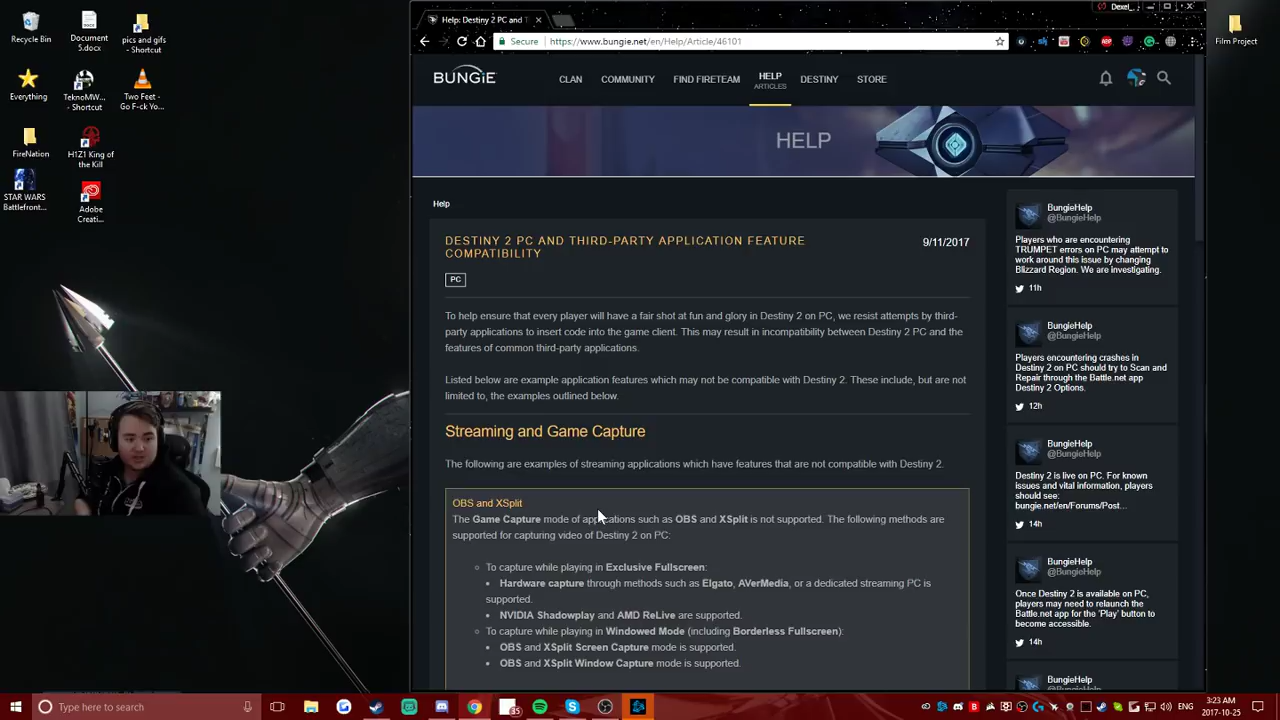 Recycle Bin
Document 5.docx
pics and gifs - Shortcut
Everything
TeknoMW... - Shortcut
Two Feet - Go F-ck Yo...
FireNation
H1Z1 King of the Kill
STAR WARS Battlefront...
Adobe Creati...
Film Project
Help: Destiny 2 PC and T
Dexel_
Secure
https://www.bungie.net/en/Help/Article/46101
BUNGiE
CLAN
COMMUNITY
FIND FIRETEAM
HELP
ARTICLES
DESTINY
STORE
HELP
Help
DESTINY 2 PC AND THIRD-PARTY APPLICATION FEATURE
COMPATIBILITY
9/11/2017
PC
To help ensure that every player will have a fair shot at fun and glory in Destiny 2 on PC, we resist attempts by third-
party applications to insert code into the game client. This may result in incompatibility between Destiny 2 PC and the
features of common third-party applications.
Listed below are example application features which may not be compatible with Destiny 2. These include, but are not
limited to, the examples outlined below.
Streaming and Game Capture
The following are examples of streaming applications which have features that are not compatible with Destiny 2.
OBS and XSplit
The Game Capture mode of applications such as OBS and XSplit is not supported. The following methods are
supported for capturing video of Destiny 2 on PC:
To capture while playing in Exclusive Fullscreen:
Hardware capture through methods such as Elgato, AVerMedia, or a dedicated streaming PC is
supported.
NVIDIA Shadowplay and AMD ReLive are supported.
To capture while playing in Windowed Mode (including Borderless Fullscreen):
OBS and XSplit Screen Capture mode is supported.
OBS and XSplit Window Capture mode is supported.
BungieHelp
@BungieHelp
Players who are encountering
TRUMPET errors on PC may attempt to
work around this issue by changing
Blizzard Region. We are investigating.
11h
BungieHelp
@BungieHelp
Players encountering crashes in
Destiny 2 on PC should try to Scan and
Repair through the Battle.net app
Destiny 2 Options.
12h
BungieHelp
@BungieHelp
Destiny 2 is live on PC. For known
issues and vital information, players
should see:
bungie.net/en/Forums/Post...
14h
BungieHelp
@BungieHelp
Once Destiny 2 is available on PC,
players may need to relaunch the
Battle.net app for the 'Play' button to
become accessible.
14h
BungieHelp
Type here to search
3:23 AM
2017-10-25